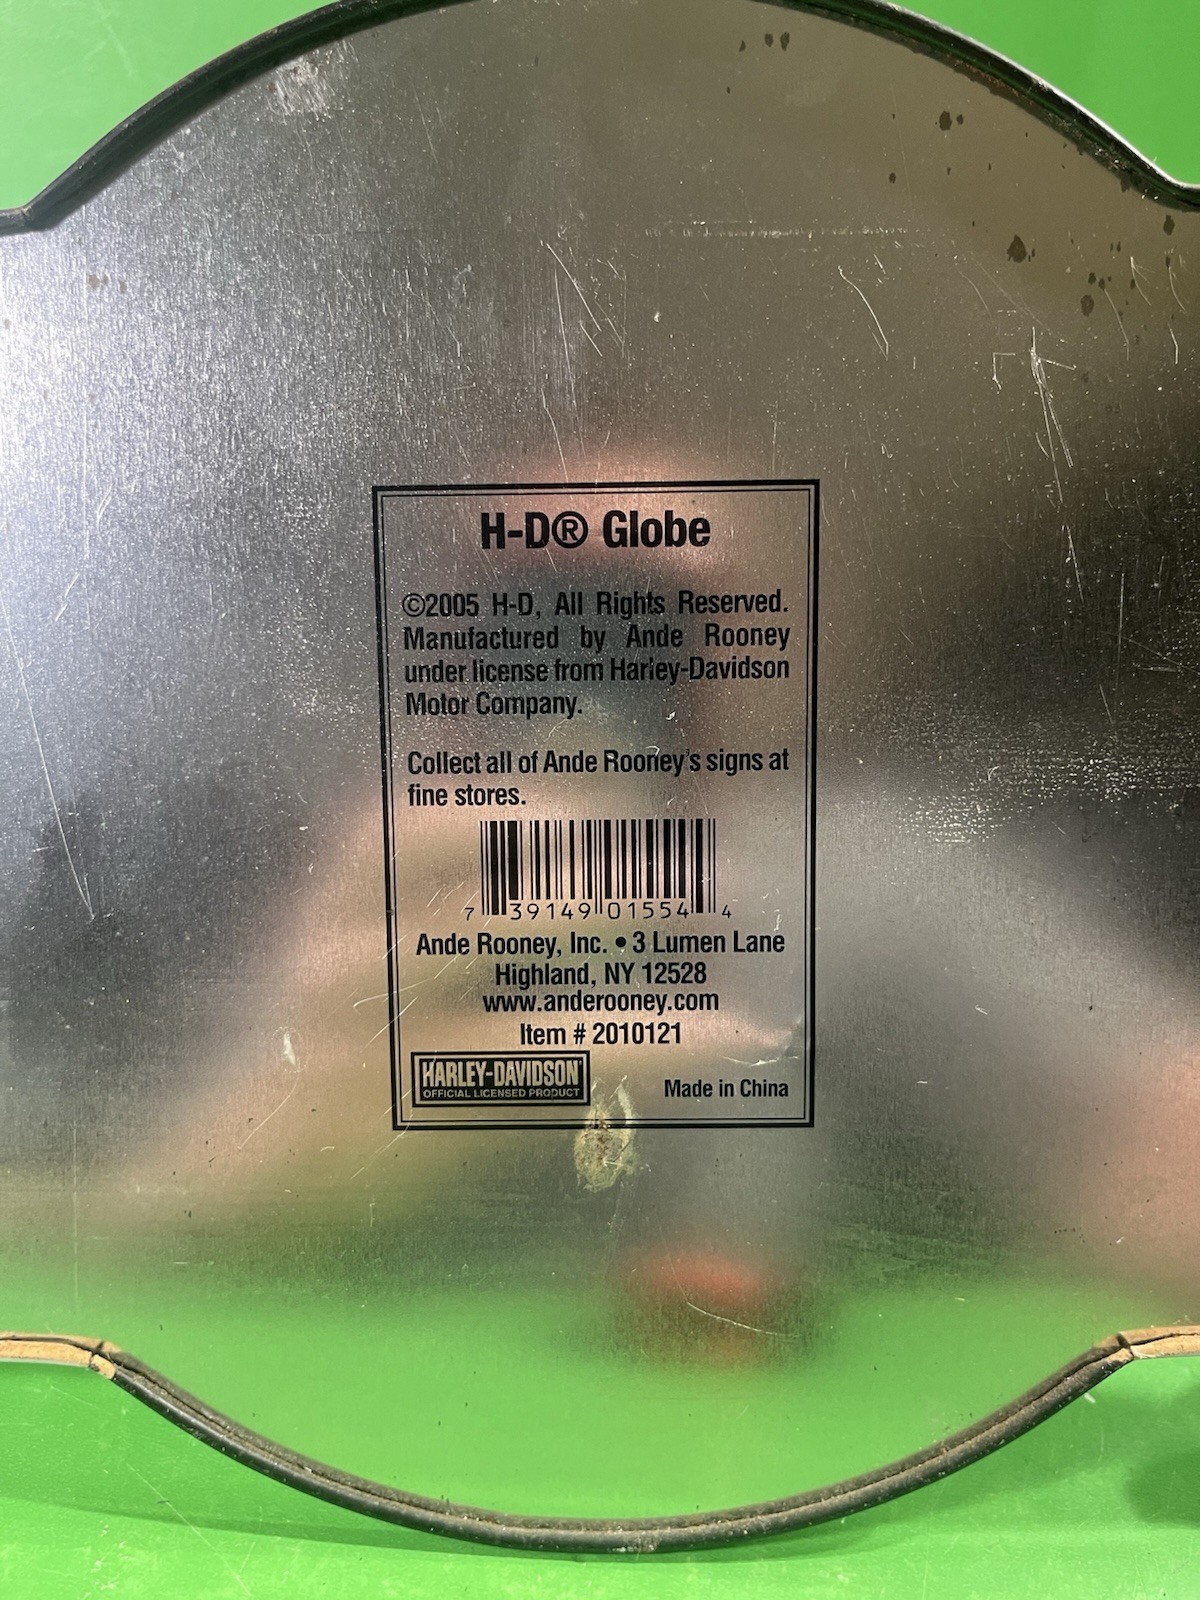 H-D® Globe
©2005 H-D, All Rights Reserved.
Manufactured by Ande Rooney
under license from Harley-Davidson
Motor Company.
Collect all of Ande Rooney's signs at
fine stores.
7 39149 01554 4
Ande Rooney, Inc. • 3 Lumen Lane
Highland, NY 12528
www.anderooney.com
Item # 2010121
HARLEY-DAVIDSON
OFFICIAL LICENSED PRODUCT
Made in China